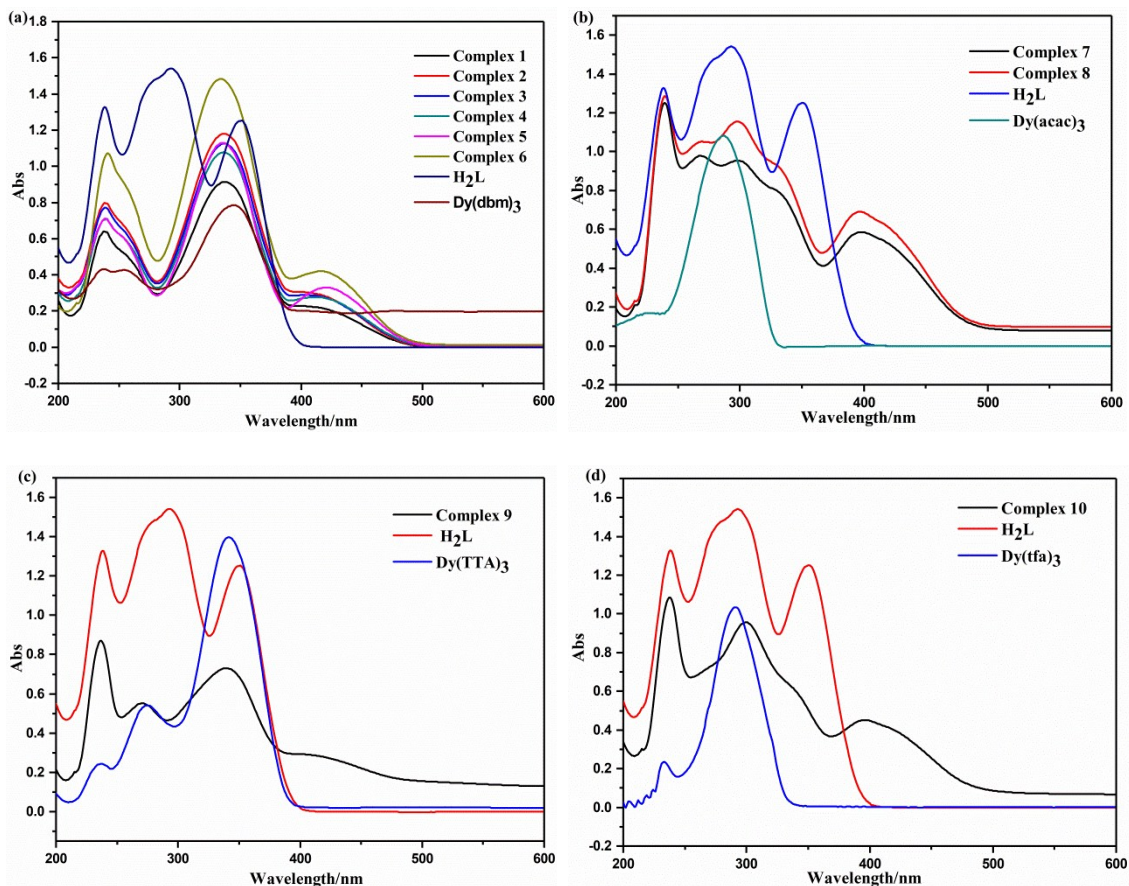 (a)
1.8
1.6
1.4
1.2
1.0
0.8
0.6
0.4
0.2
0.0
-0.2
Abs
200
300
400
500
600
Wavelength/nm
Complex 1
Complex 2
Complex 3
Complex 4
Complex 5
Complex 6
H2L
Dy(dbm)3
(b)
1.6
1.4
1.2
1.0
0.8
0.6
0.4
0.2
0.0
-0.2
Abs
200
300
400
500
600
Wavelength/nm
Complex 7
Complex 8
H2L
Dy(acac)3
(c)
1.6
1.4
1.2
1.0
0.8
0.6
0.4
0.2
0.0
Abs
200
300
400
500
600
Wavelength/nm
Complex 9
H2L
Dy(TTA)3
(d)
1.6
1.4
1.2
1.0
0.8
0.6
0.4
0.2
0.0
-0.2
Abs
200
300
400
500
600
Wavelength/nm
Complex 10
H2L
Dy(tfa)3